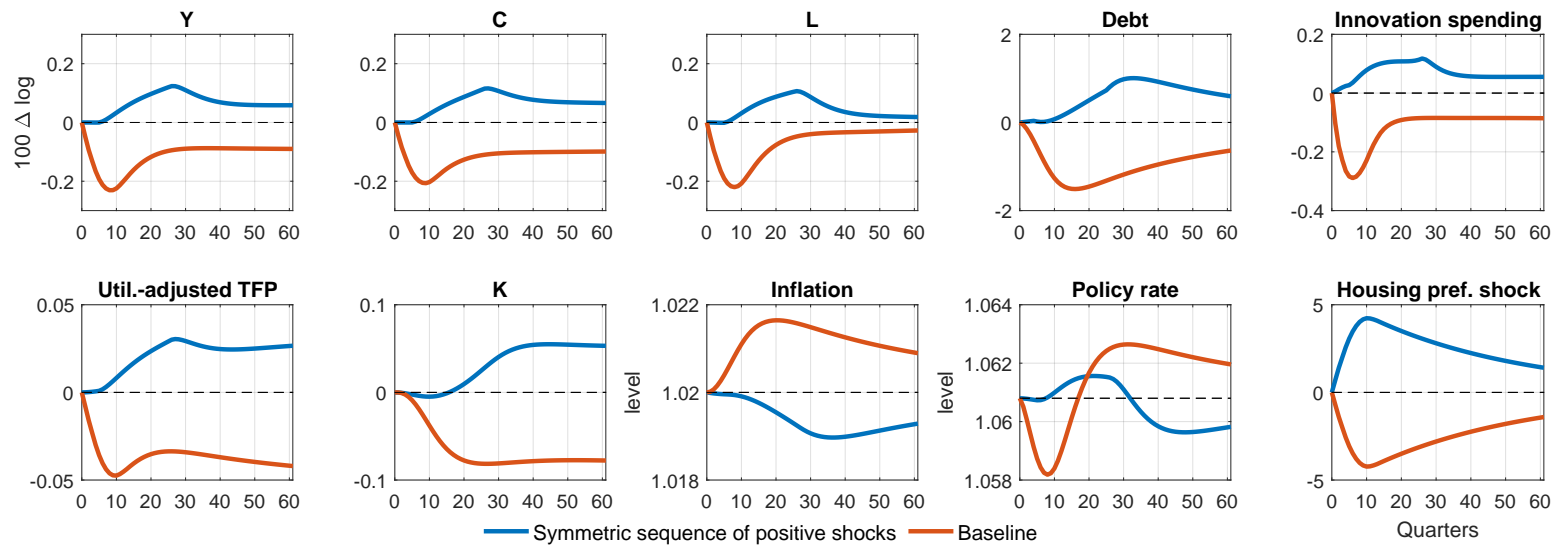 Y C L Debt Innovation spending
0.2 0.2 0.2 2 0.2
100 Δ log
0 0 0 0 0
-0.2 -0.2 -0.2 -2 -0.2
-0.4
0 10 20 30 40 50 60 0 10 20 30 40 50 60 0 10 20 30 40 50 60 0 10 20 30 40 50 60 0 20 40 60
Util.-adjusted TFP K Inflation Policy rate Housing pref. shock
0.05 0.1 1.022 1.064 5
level level
1.062
0 0 1.02 0
1.06
-0.05 -0.1 1.018 1.058 -5
0 10 20 30 40 50 60 0 10 20 30 40 50 60 0 10 20 30 40 50 60 0 10 20 30 40 50 60 0 20 40 60
Quarters
Symmetric sequence of positive shocks Baseline